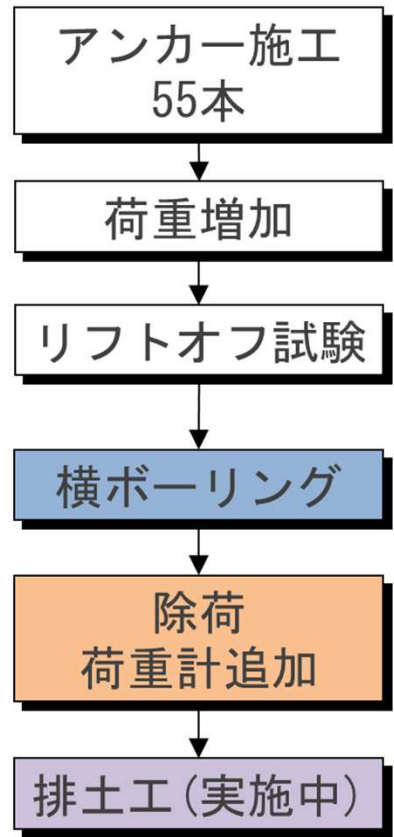 アンカー施工
55本
荷重増加
リフトオフ試験
横ボーリング
除荷
荷重計追加
排土工(実施中)